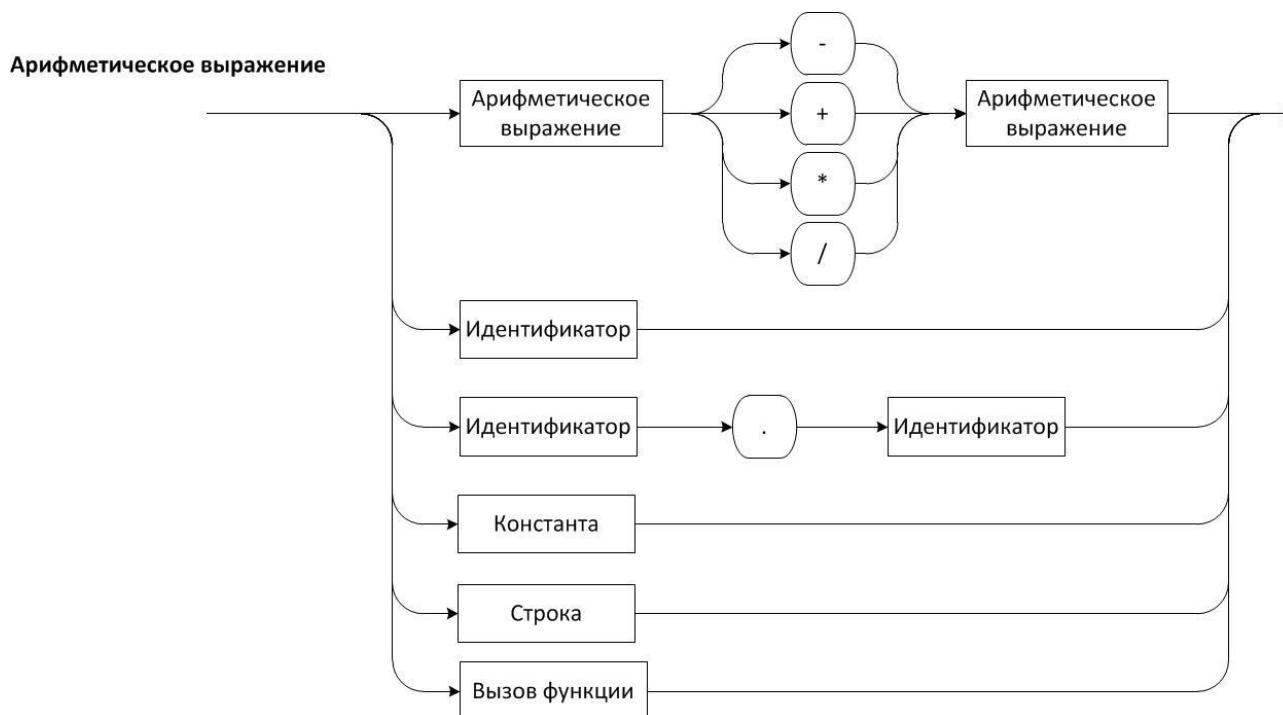 Арифметическое выражение
-
Арифметическое
выражение
+
Арифметическое
выражение
*
/
Идентификатор
Идентификатор
.
Идентификатор
Константа
Строка
Вызов функции